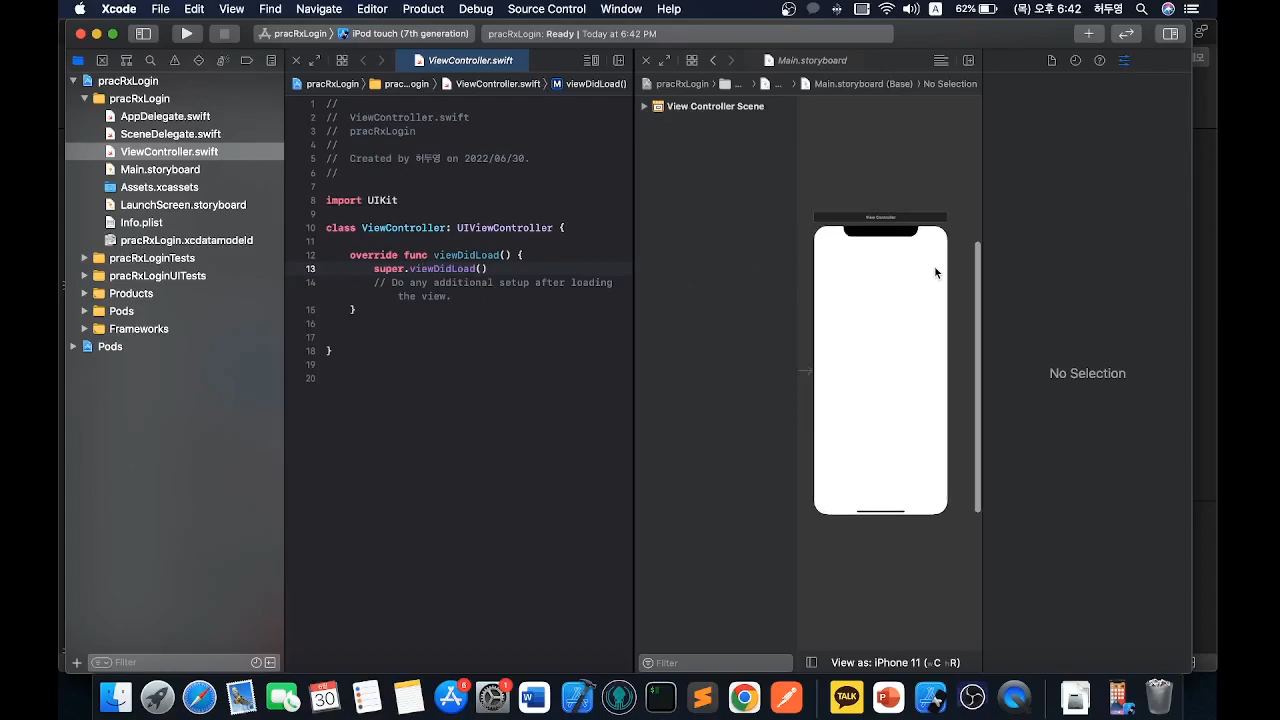 Xcode File Edit View Find Navigate Editor Product Debug Source Control Window Help A 62% (목) 오후 6:42 허두영
pracRxLogin 〉 iPod touch (7th generation) pracRxLogin: Ready | Today at 6:42 PM
ViewController.swift Main.storyboard
pracRxLogin 〉 prac...ogin 〉 ViewController.swift 〉 M viewDidLoad() pracRxLogin 〉 ... 〉 ... 〉 Main.storyboard (Base) 〉 No Selection
pracRxLogin
pracRxLogin
AppDelegate.swift
SceneDelegate.swift
ViewController.swift
Main.storyboard
Assets.xcassets
LaunchScreen.storyboard
Info.plist
pracRxLogin.xcdatamodeld
pracRxLoginTests
pracRxLoginUITests
Products
Pods
Frameworks
Pods
Filter
1 //
2 //  ViewController.swift
3 //  pracRxLogin
4 //
5 //  Created by 허두영 on 2022/06/30.
6 //
7
8 import UIKit
9
10 class ViewController: UIViewController {
11
12 override func viewDidLoad() {
13 super.viewDidLoad()
14 // Do any additional setup after loading
the view.
15 }
16
17
18 }
19
20
View Controller Scene
View Controller
Filter
View as: iPhone 11 (wC hR)
No Selection
6월
30
6
1
W
TALK
P